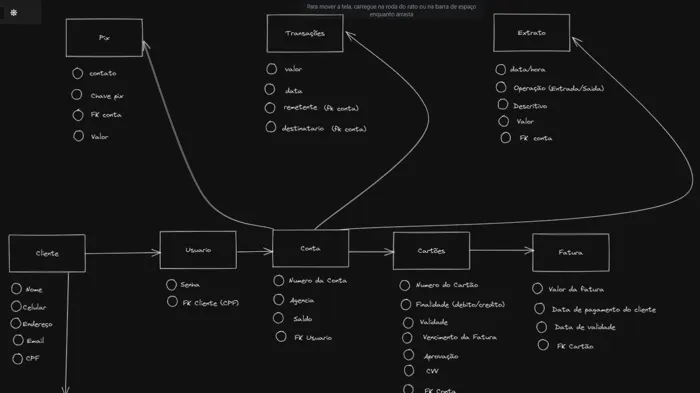 Para mover a tela, carregue na roda do rato ou na barra de espaço
enquanto arrasta
Pix
contato
Chave pix
FK conta
Valor
Transações
valor
data
remetente (fk conta)
destinatario (fk conta)
Extrato
data/hora
Operação (Entrada/Saída)
Descritivo
Valor
FK conta
Cliente
Nome
Celular
Endereço
Email
CPF
Usuario
Senha
FK Cliente (CPF)
Conta
Numero da Conta
Agencia
Saldo
FK Usuario
Cartões
Numero do Cartão
Finalidade (debito/credito)
Validade
Vencimento da Fatura
Aprovação
CVV
FK Conta
Fatura
Valor da fatura
Data de pagamento do cliente
Data de validade
FK Cartão